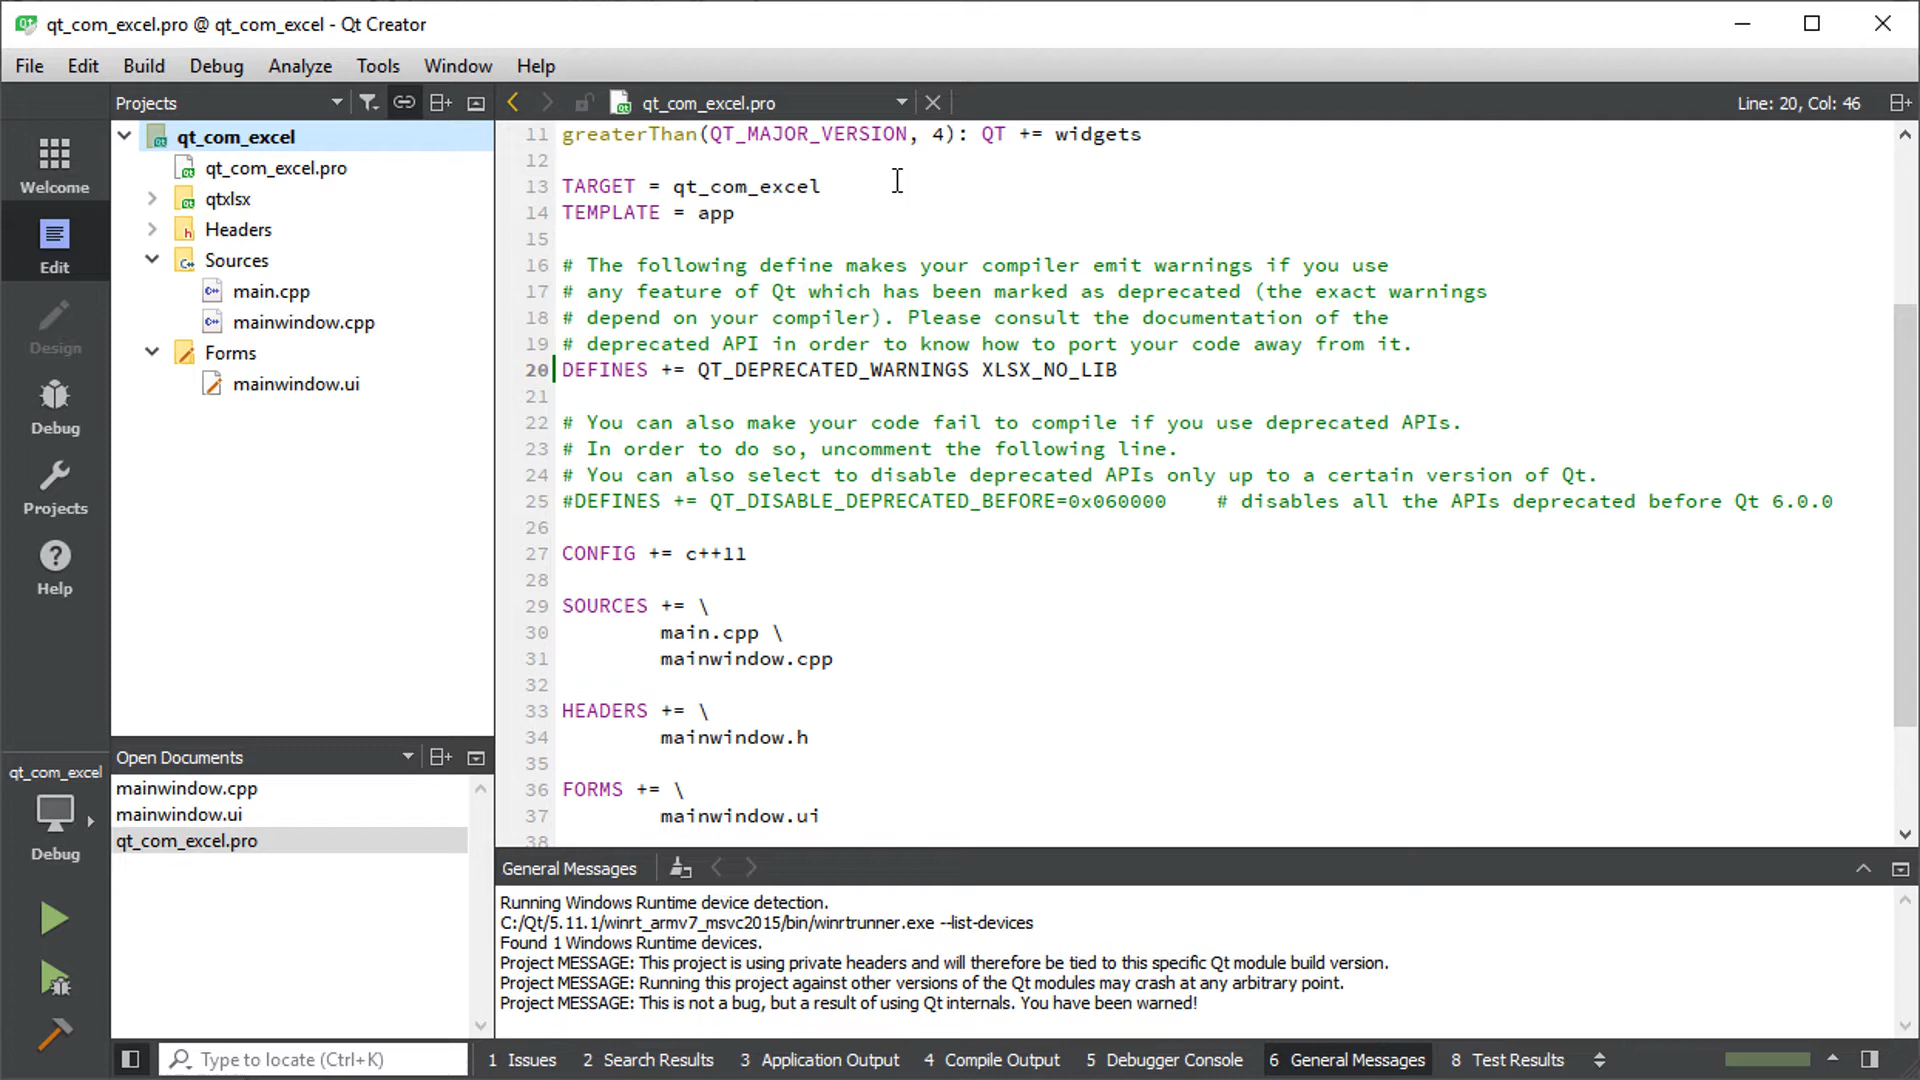 qt_com_excel.pro @ qt_com_excel - Qt Creator
File Edit Build Debug Analyze Tools Window Help
Projects
qt_com_excel.pro
Line: 20, Col: 46
Welcome
Edit
Design
Debug
Projects
Help
qt_com_excel
qt_com_excel.pro
qtxlsx
Headers
Sources
main.cpp
mainwindow.cpp
Forms
mainwindow.ui
11 greaterThan(QT_MAJOR_VERSION, 4): QT += widgets
12
13 TARGET = qt_com_excel
14 TEMPLATE = app
15
16 # The following define makes your compiler emit warnings if you use
17 # any feature of Qt which has been marked as deprecated (the exact warnings
18 # depend on your compiler). Please consult the documentation of the
19 # deprecated API in order to know how to port your code away from it.
20 DEFINES += QT_DEPRECATED_WARNINGS XLSX_NO_LIB
21
22 # You can also make your code fail to compile if you use deprecated APIs.
23 # In order to do so, uncomment the following line.
24 # You can also select to disable deprecated APIs only up to a certain version of Qt.
25 #DEFINES += QT_DISABLE_DEPRECATED_BEFORE=0x060000 # disables all the APIs deprecated before Qt 6.0.0
26
27 CONFIG += c++11
28
29 SOURCES += \
30 main.cpp \
31 mainwindow.cpp
32
33 HEADERS += \
34 mainwindow.h
35
36 FORMS += \
37 mainwindow.ui
38
Open Documents
mainwindow.cpp
mainwindow.ui
qt_com_excel.pro
qt_com_excel
Debug
General Messages
Running Windows Runtime device detection.
C:/Qt/5.11.1/winrt_armv7_msvc2015/bin/winrtrunner.exe --list-devices
Found 1 Windows Runtime devices.
Project MESSAGE: This project is using private headers and will therefore be tied to this specific Qt module build version.
Project MESSAGE: Running this project against other versions of the Qt modules may crash at any arbitrary point.
Project MESSAGE: This is not a bug, but a result of using Qt internals. You have been warned!
Type to locate (Ctrl+K)
1 Issues 2 Search Results 3 Application Output 4 Compile Output 5 Debugger Console 6 General Messages 8 Test Results